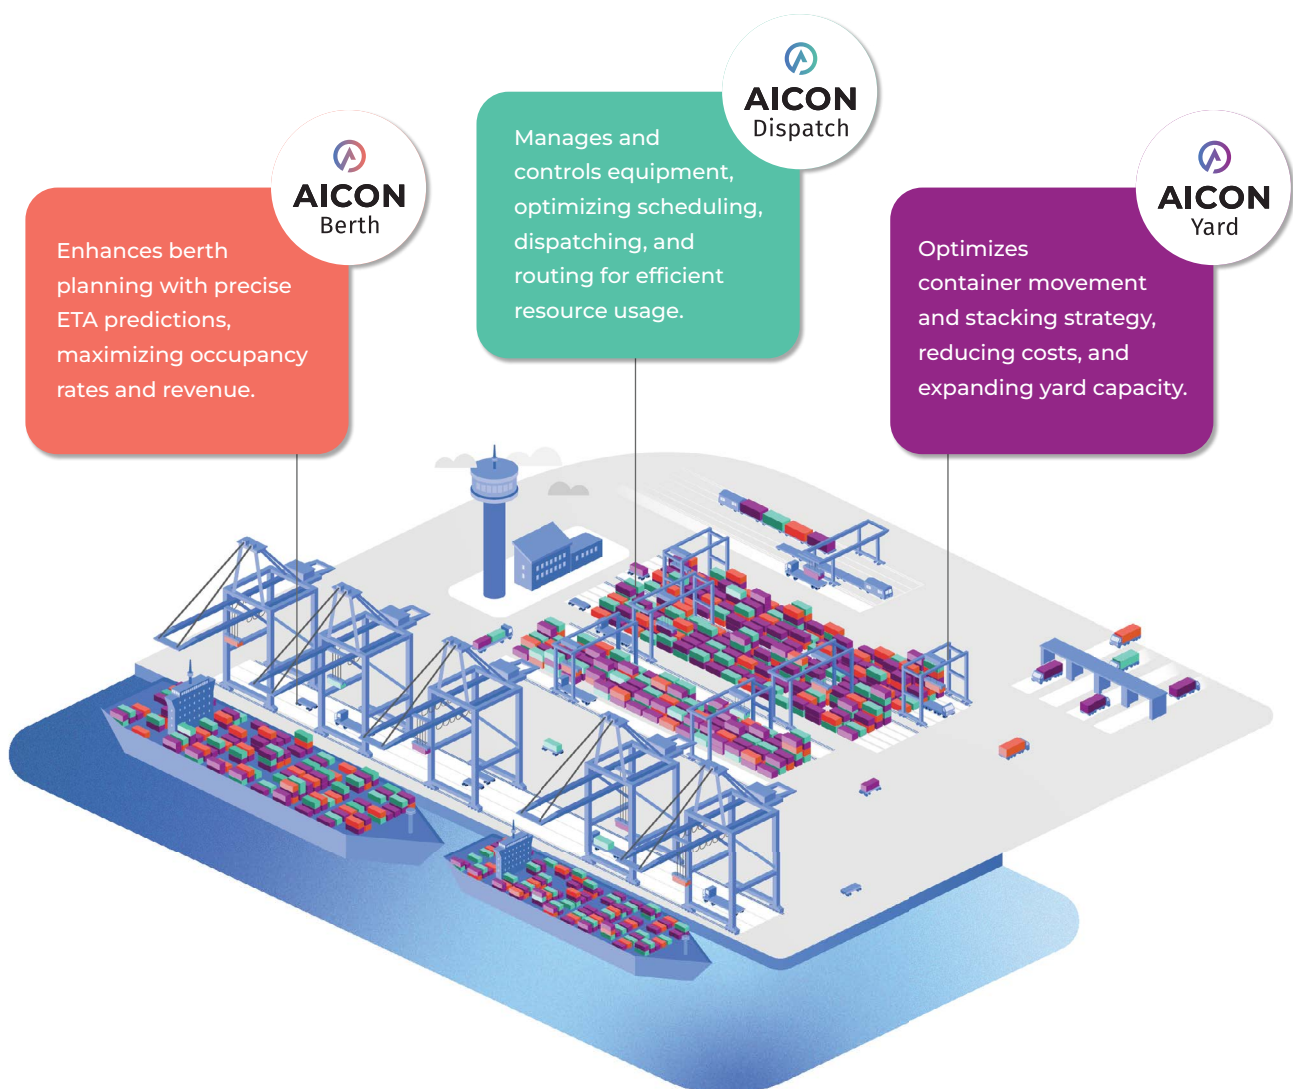 AICON
Berth
Enhances berth
planning with precise
ETA predictions,
maximizing occupancy
rates and revenue.
AICON
Dispatch
Manages and
controls equipment,
optimizing scheduling,
dispatching, and
routing for efficient
resource usage.
AICON
Yard
Optimizes
container movement
and stacking strategy,
reducing costs, and
expanding yard capacity.